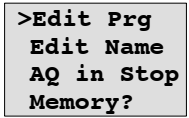 >Edit Prg
Edit Name
AQ in Stop
Memory?